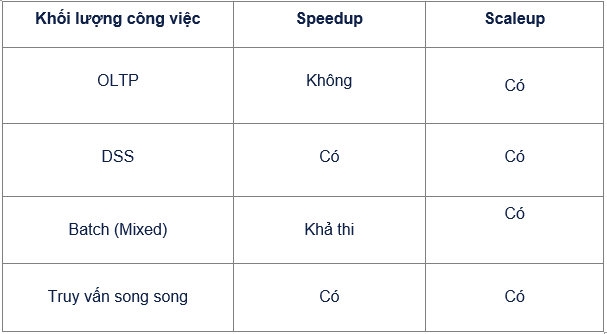 Khối lượng công việc Speedup Scaleup
OLTP Không Có
DSS Có Có
Batch (Mixed) Khả thi Có
Truy vấn song song Có Có